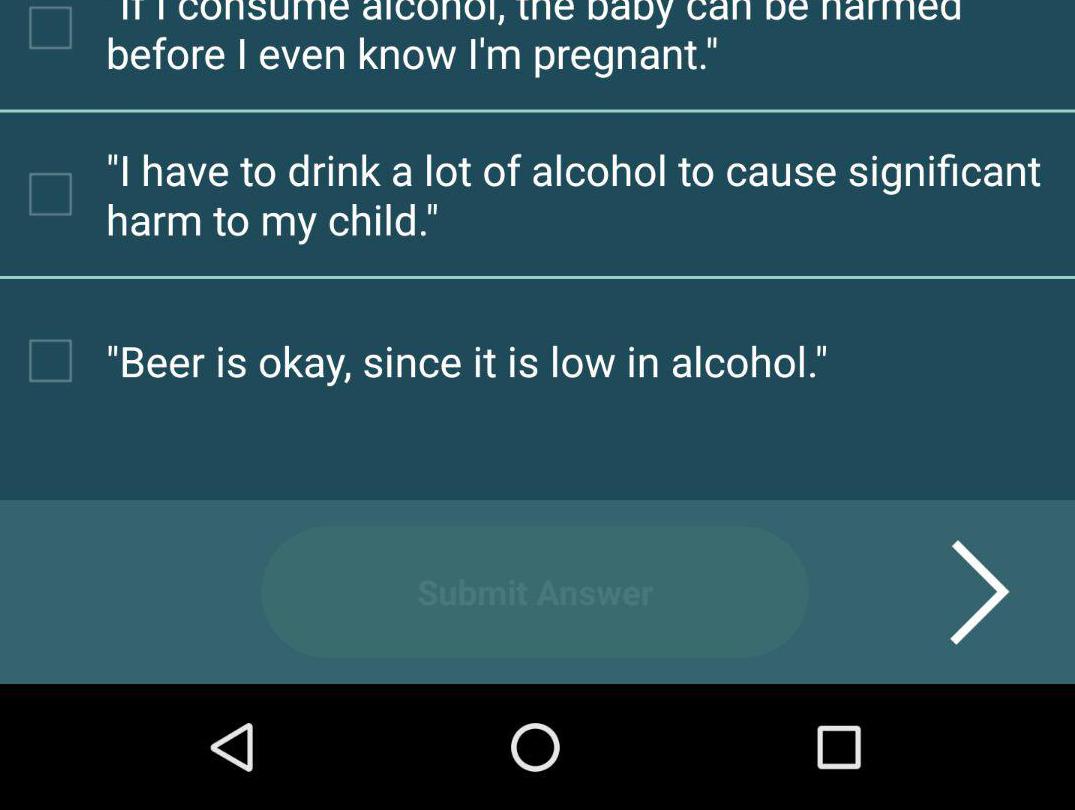 "If I consume alcohol, the baby can be harmed
before I even know I'm pregnant."
"I have to drink a lot of alcohol to cause significant
harm to my child."
"Beer is okay, since it is low in alcohol."
Submit Answer